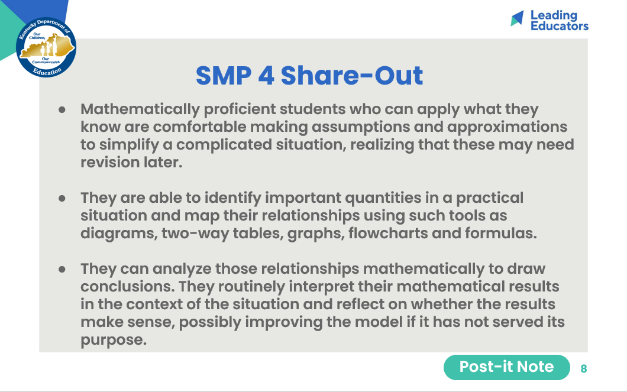 Leading
Educators
Kentucky Department of
Our
Children,
Our
Commonwealth
Education
SMP 4 Share-Out
● Mathematically proficient students who can apply what they
know are comfortable making assumptions and approximations
to simplify a complicated situation, realizing that these may need
revision later.
● They are able to identify important quantities in a practical
situation and map their relationships using such tools as
diagrams, two-way tables, graphs, flowcharts and formulas.
● They can analyze those relationships mathematically to draw
conclusions. They routinely interpret their mathematical results
in the context of the situation and reflect on whether the results
make sense, possibly improving the model if it has not served its
purpose.
Post-it Note
8